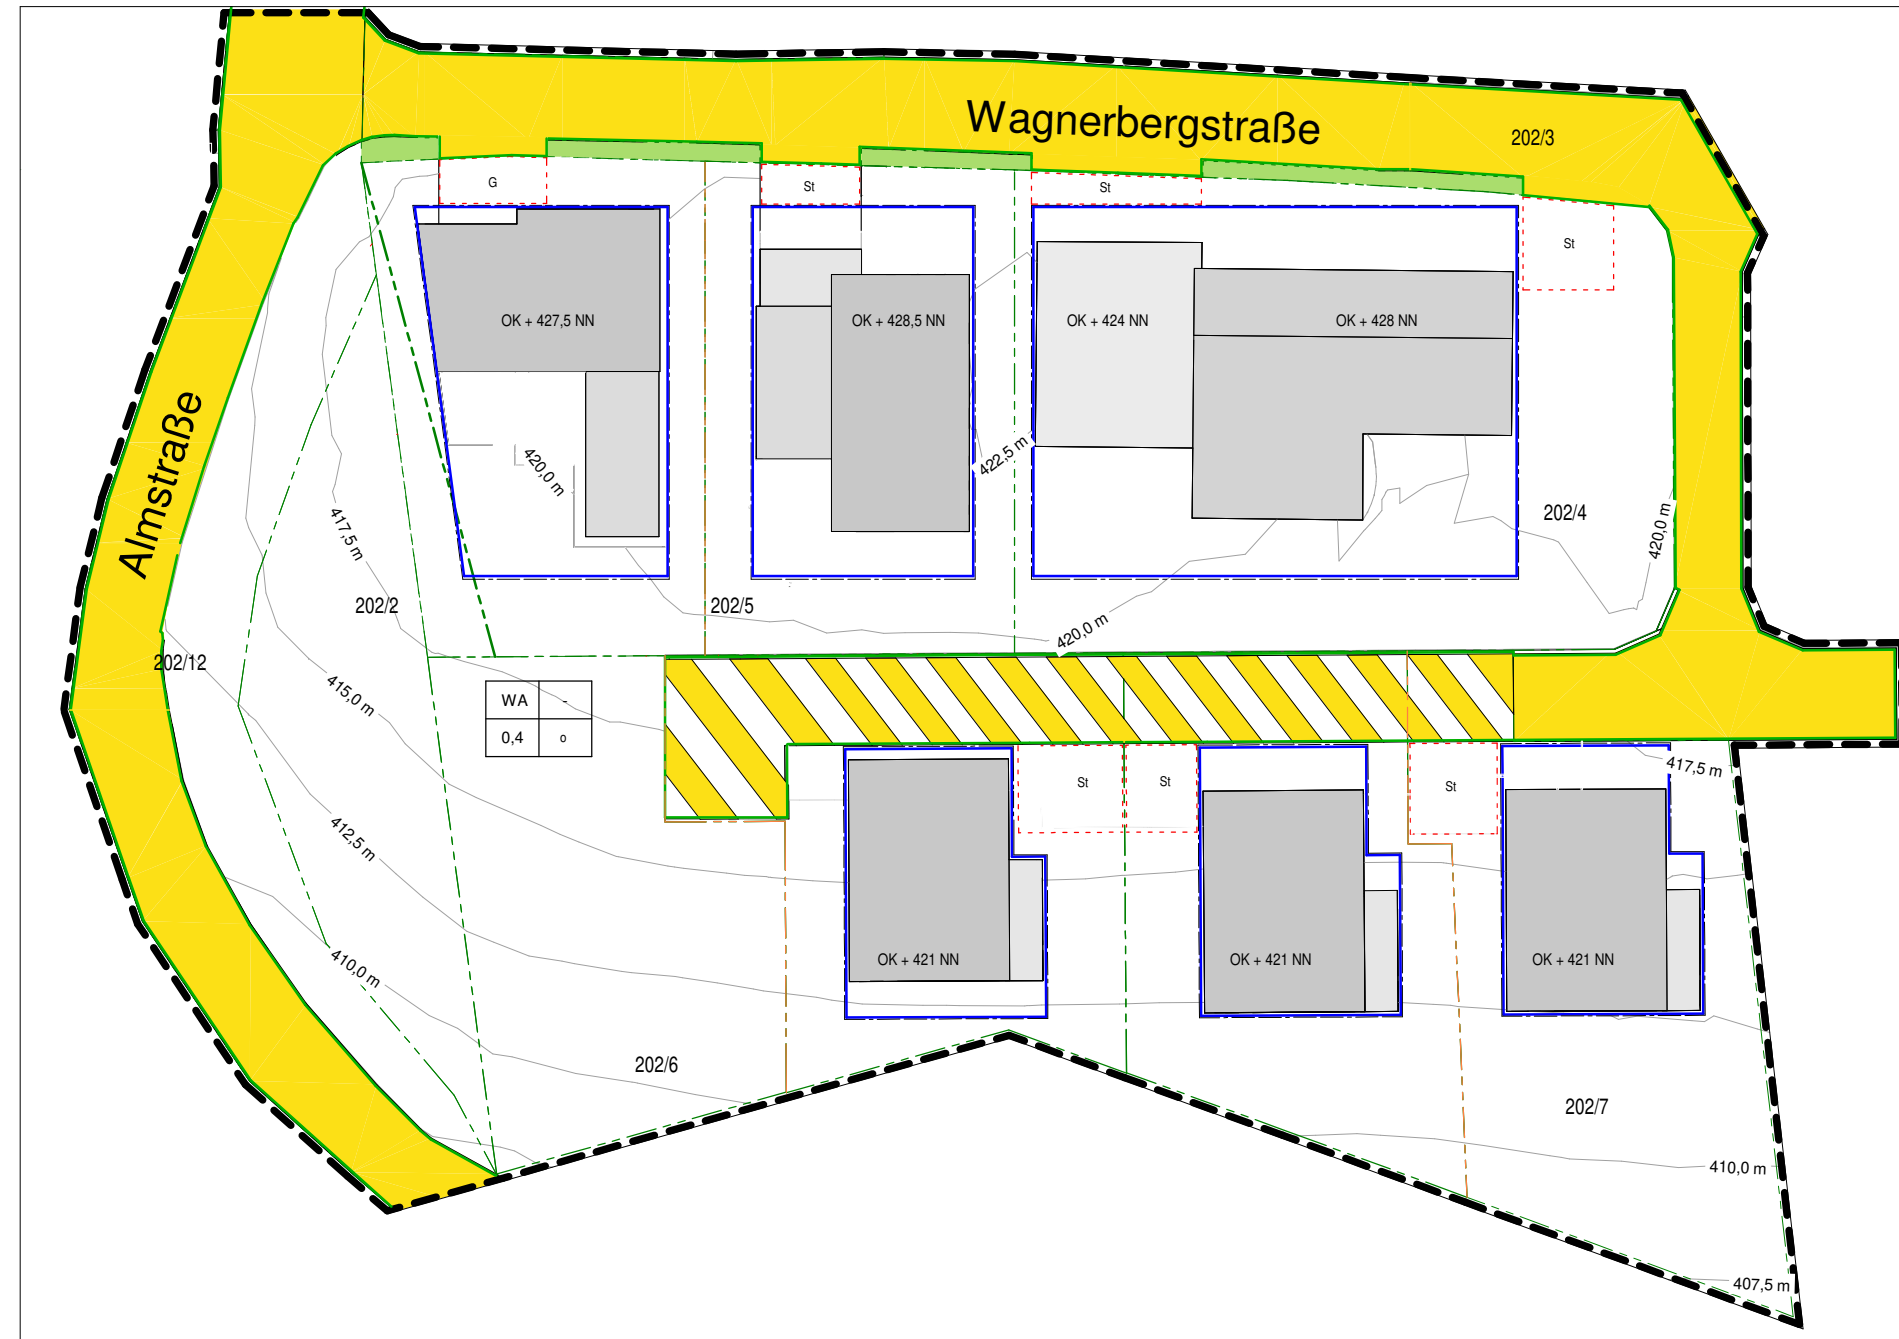 Wagnerbergstraße
202/3
G
St
St
St
OK + 427,5 NN
OK + 428,5 NN
OK + 424 NN
OK + 428 NN
Almstraße
420,0 m
422,5 m
417,5 m
202/4
420,0 m
202/2
202/5
420,0 m
202/12
415,0 m
WA -
0,4 o
417,5 m
St
St
St
412,5 m
OK + 421 NN
OK + 421 NN
OK + 421 NN
410,0 m
202/6
202/7
410,0 m
407,5 m